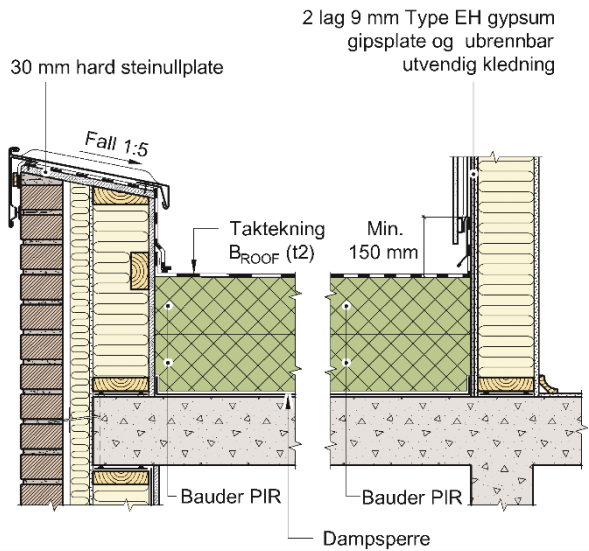 2 lag 9 mm Type EH gypsum
gipsplate og ubrennbar
utvendig kledning
30 mm hard steinullplate
Fall 1:5
Taktekning
BROOF (t2)
Min.
150 mm
Bauder PIR
Bauder PIR
Dampsperre